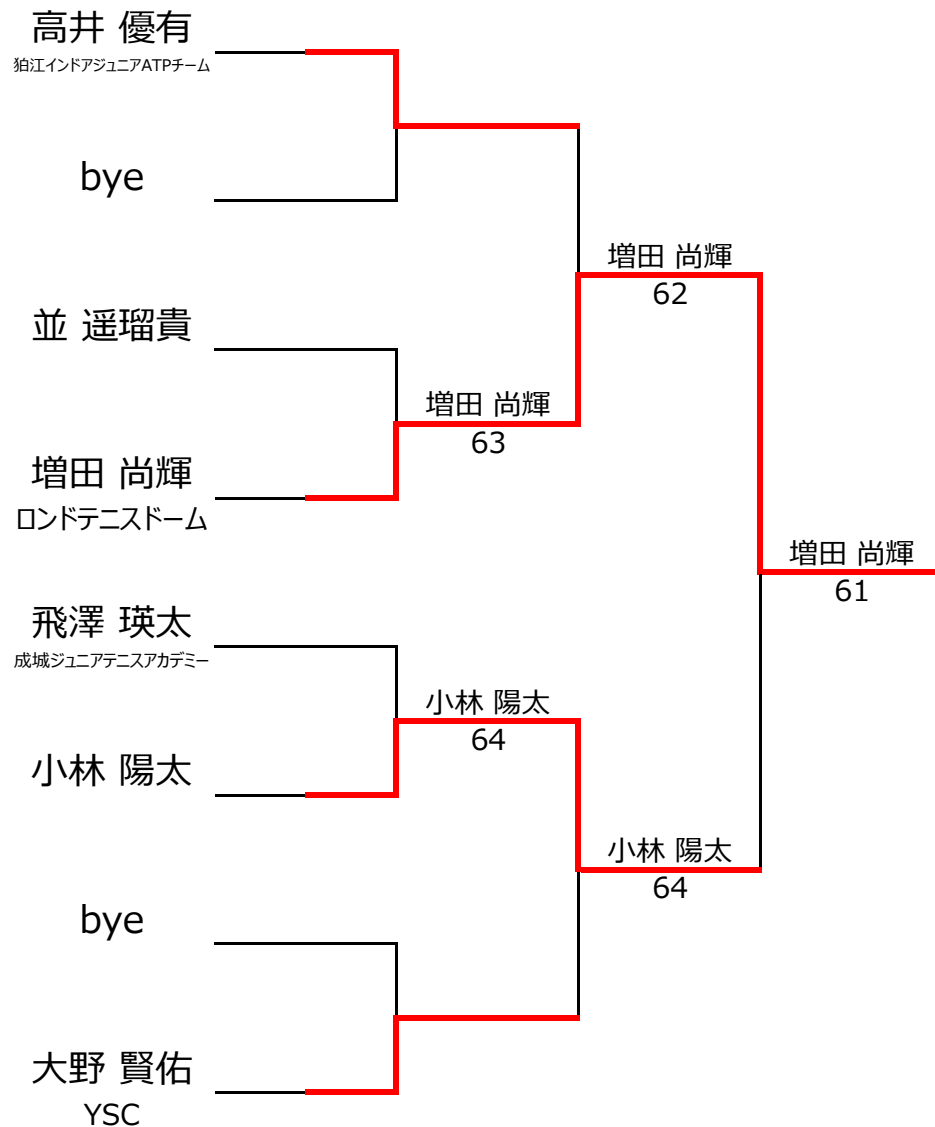 高井 優有
狛江インドアジュニアATPチーム
bye
並 遥瑠貴
増田 尚輝
ロンドテニスドーム
飛澤 瑛太
成城ジュニアテニスアカデミー
小林 陽太
bye
大野 賢佑
YSC
増田 尚輝
63
小林 陽太
64
増田 尚輝
62
小林 陽太
64
増田 尚輝
61